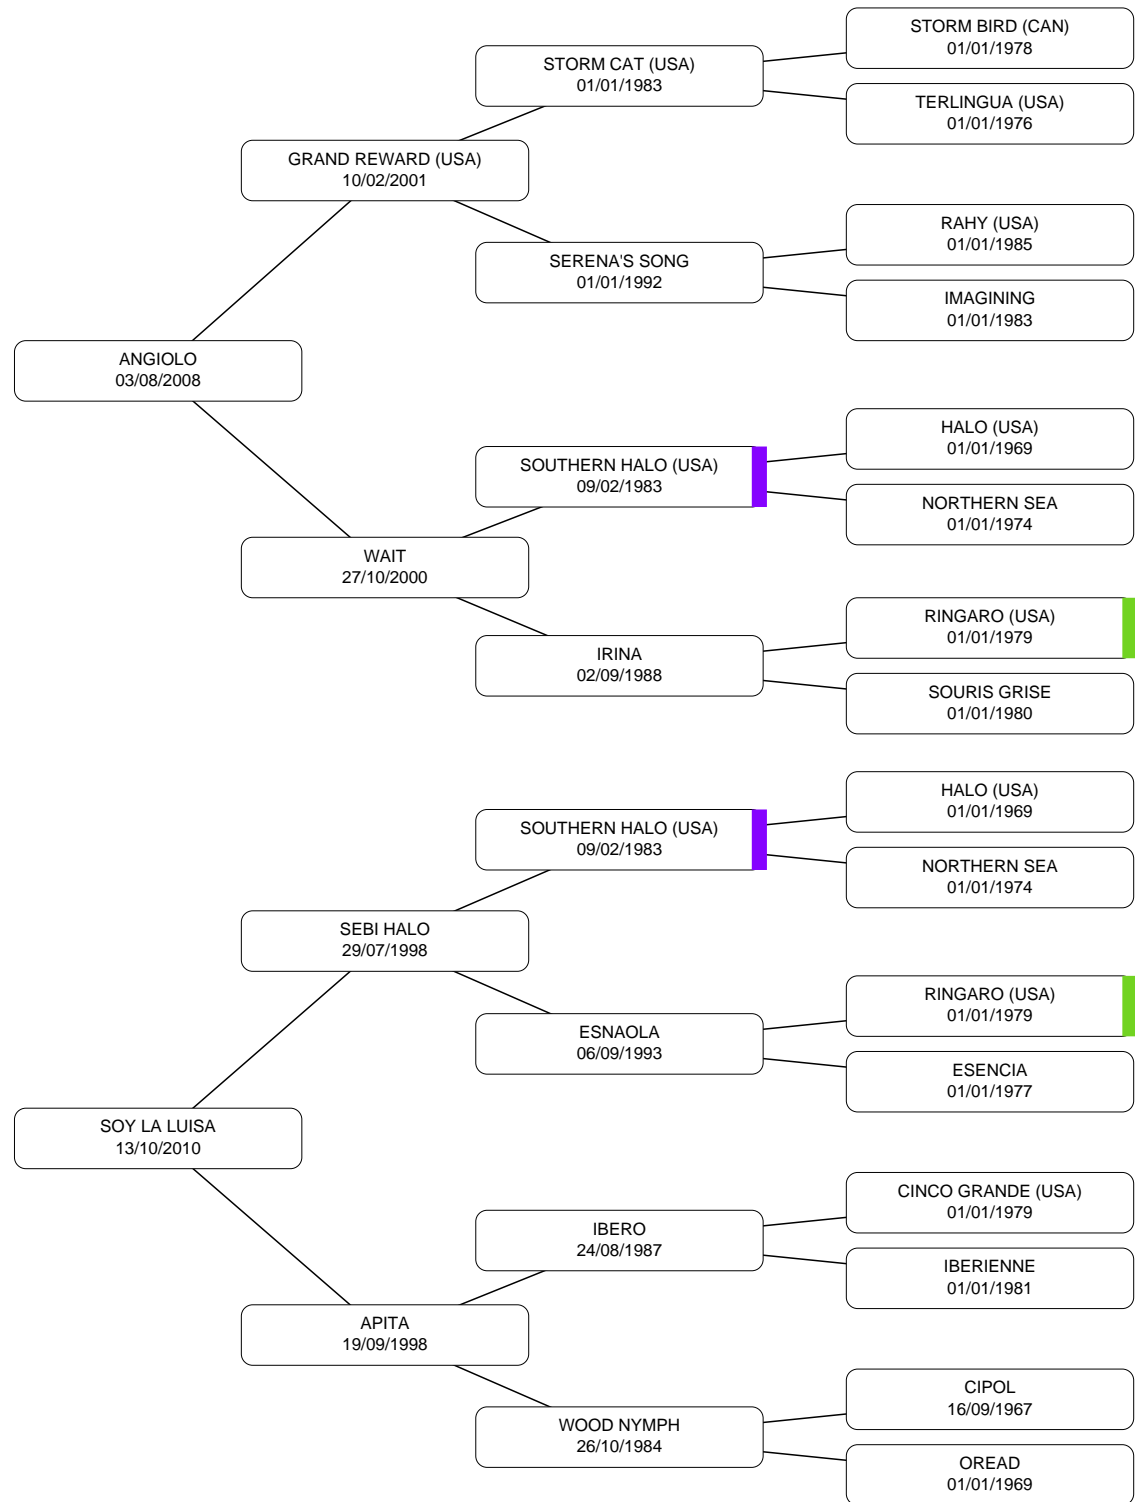 STORM BIRD (CAN)
01/01/1978
STORM CAT (USA)
01/01/1983
TERLINGUA (USA)
01/01/1976
GRAND REWARD (USA)
10/02/2001
RAHY (USA)
01/01/1985
SERENA'S SONG
01/01/1992
IMAGINING
01/01/1983
ANGIOLO
03/08/2008
HALO (USA)
01/01/1969
SOUTHERN HALO (USA)
09/02/1983
NORTHERN SEA
01/01/1974
WAIT
27/10/2000
RINGARO (USA)
01/01/1979
IRINA
02/09/1988
SOURIS GRISE
01/01/1980
HALO (USA)
01/01/1969
SOUTHERN HALO (USA)
09/02/1983
NORTHERN SEA
01/01/1974
SEBI HALO
29/07/1998
RINGARO (USA)
01/01/1979
ESNAOLA
06/09/1993
ESENCIA
01/01/1977
SOY LA LUISA
13/10/2010
CINCO GRANDE (USA)
01/01/1979
IBERO
24/08/1987
IBERIENNE
01/01/1981
APITA
19/09/1998
CIPOL
16/09/1967
WOOD NYMPH
26/10/1984
OREAD
01/01/1969